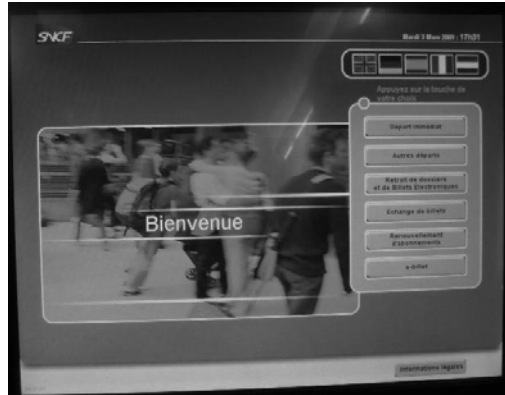 SNCF
Mardi 3 Mars 2009 : 17h31
Appuyez sur la touche de
votre choix
Départ immédiat
Autres départs
Retrait de dossiers
et de Billets Electroniques
Echange de billets
Renouvellement
d'abonnements
e-billet
Bienvenue
Informations légales